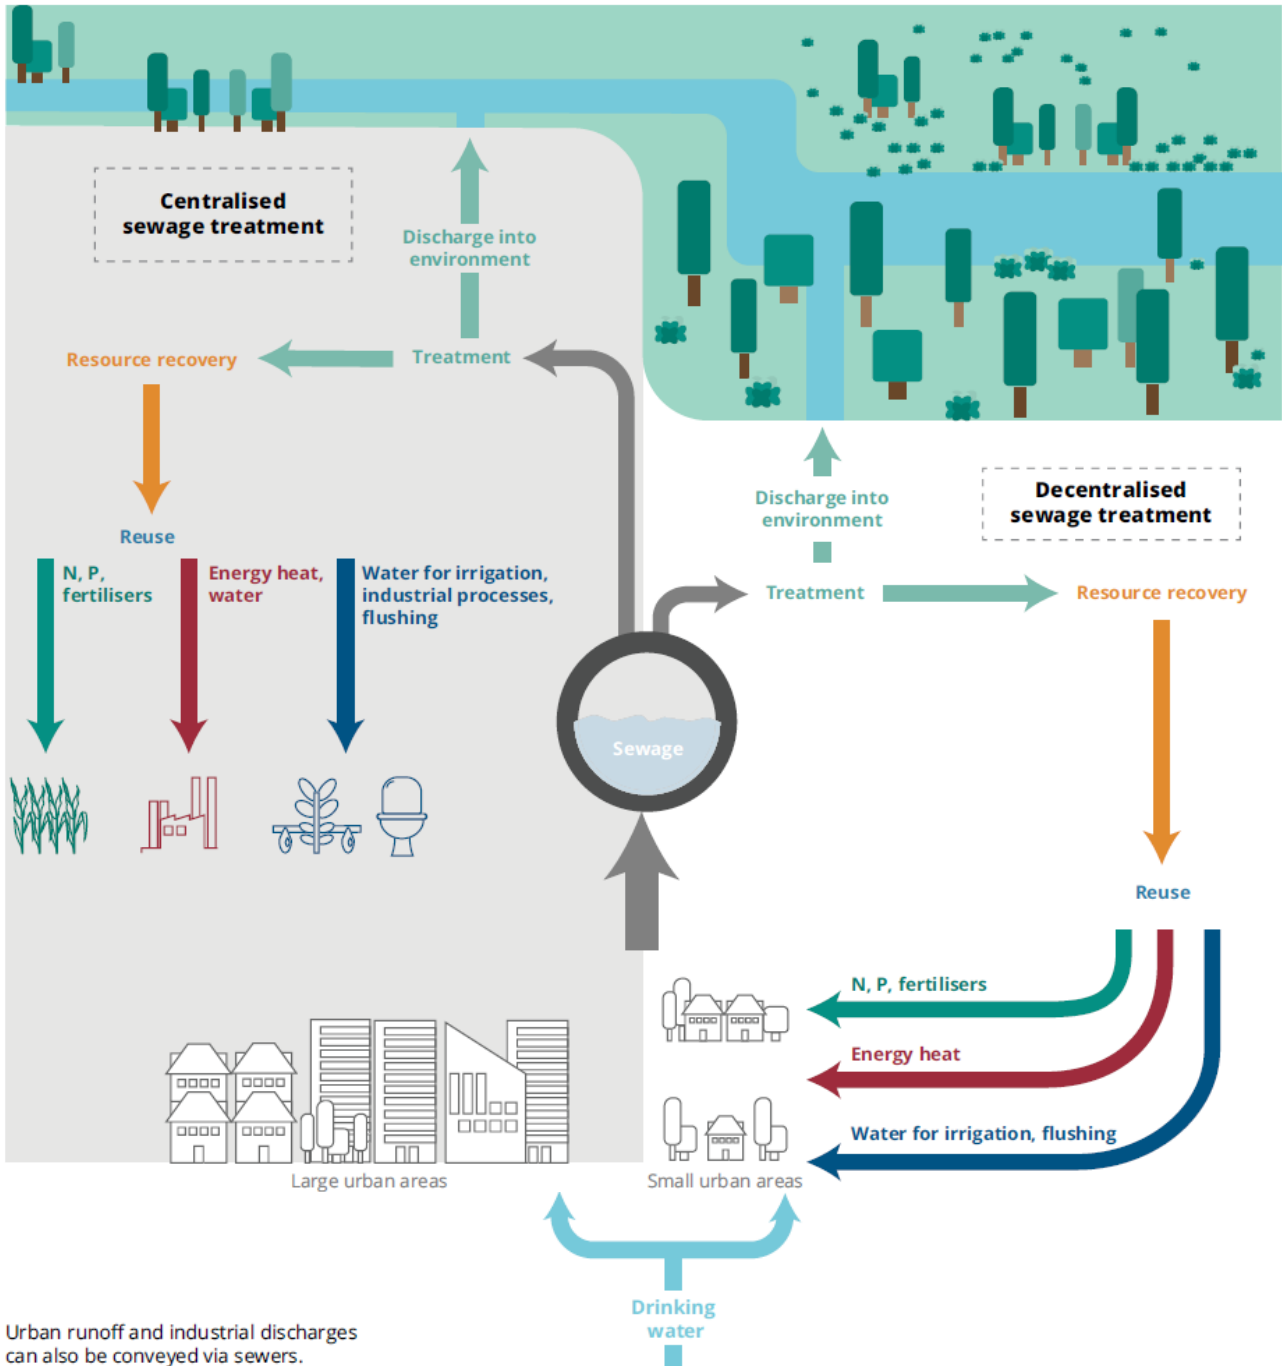 Centralised
sewage treatment
Discharge into
environment
Resource recovery
Treatment
Reuse
N, P,
fertilisers
Energy heat,
water
Water for irrigation,
industrial processes,
flushing
Decentralised
sewage treatment
Discharge into
environment
Treatment
Resource recovery
Sewage
Reuse
N, P, fertilisers
Energy heat
Water for irrigation, flushing
Large urban areas
Small urban areas
Drinking
water
Urban runoff and industrial discharges
can also be conveyed via sewers.